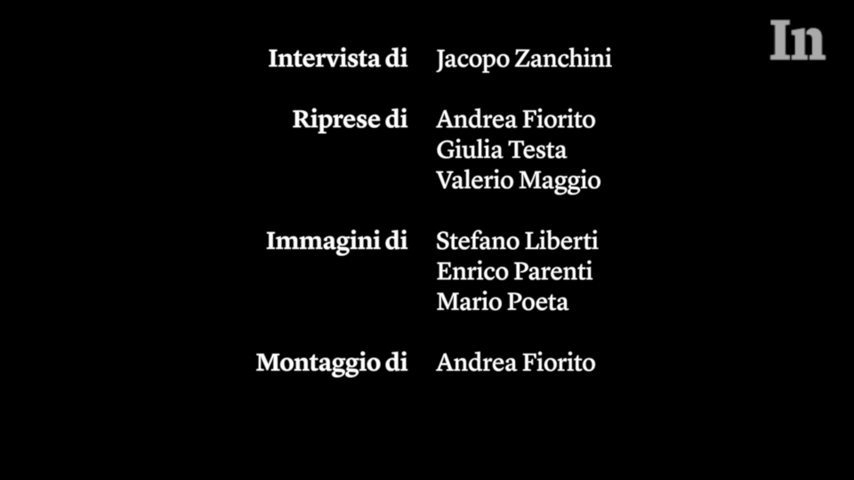 In
Intervista di Jacopo Zanchini
Riprese di Andrea Fiorito
Giulia Testa
Valerio Maggio
Immagini di Stefano Liberti
Enrico Parenti
Mario Poeta
Montaggio di Andrea Fiorito